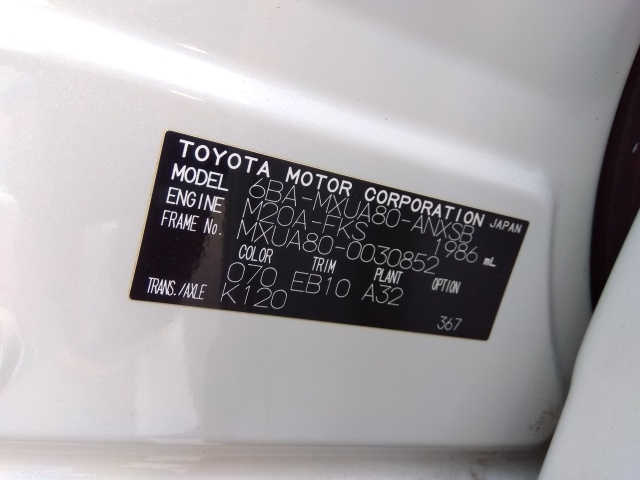 TOYOTA MOTOR CORPORATION JAPAN
MODEL 6BA-MXUA80-ANXSB
ENGINE M20A-FKS 1986 mL
FRAME No. MXUA80-0030852
COLOR TRIM PLANT OPTION
070 EB10 A32
TRANS./AXLE K120
367